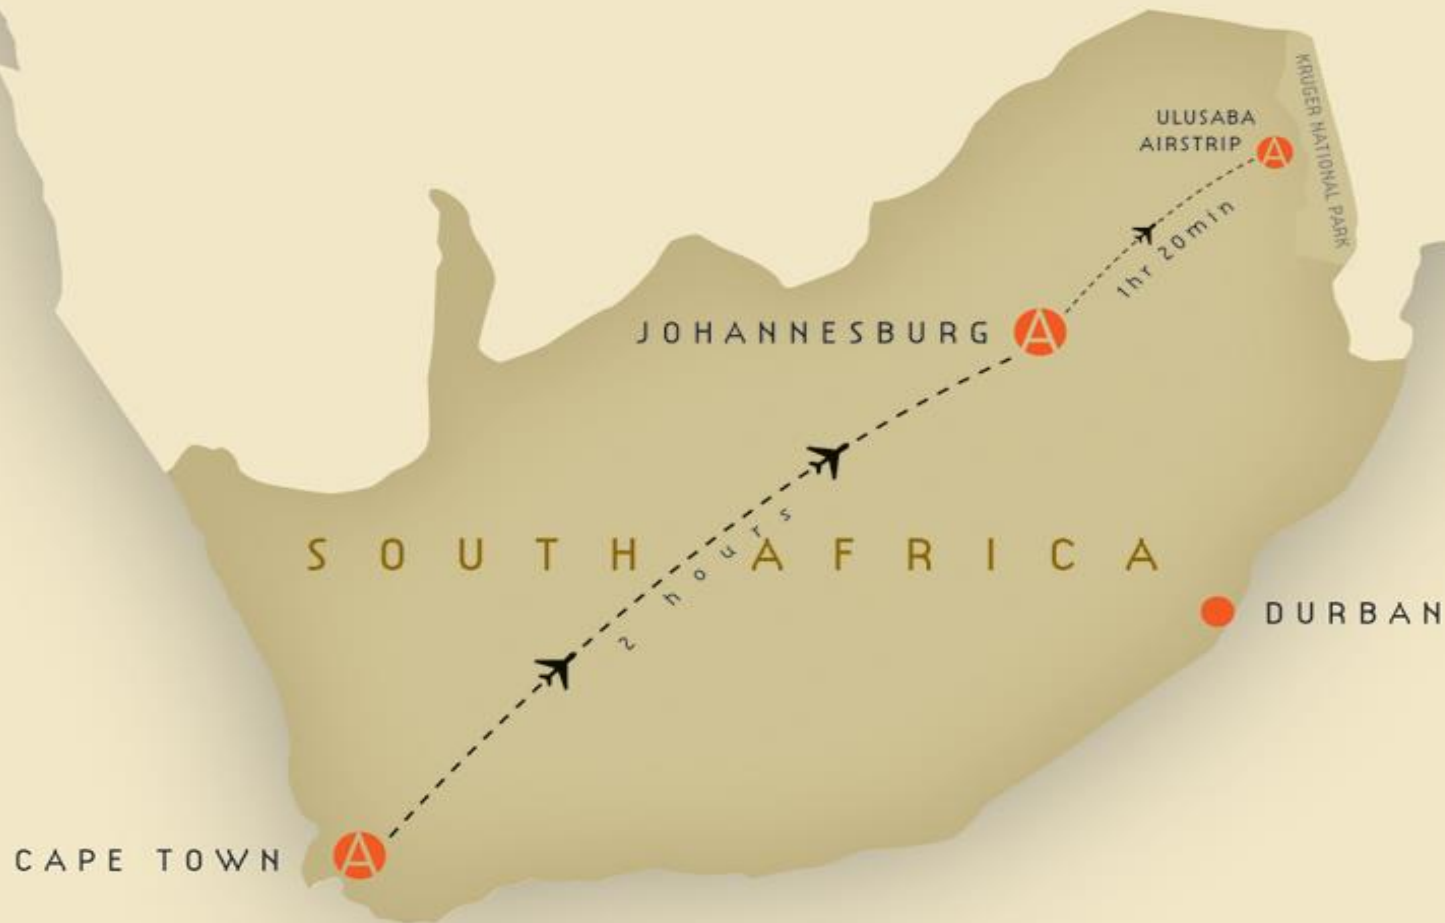 KRUGER NATIONAL PARK
ULUSABA
AIRSTRIP
A
1hr 20min
JOHANNESBURG
A
2 hours
SOUTH AFRICA
DURBAN
CAPE TOWN
A